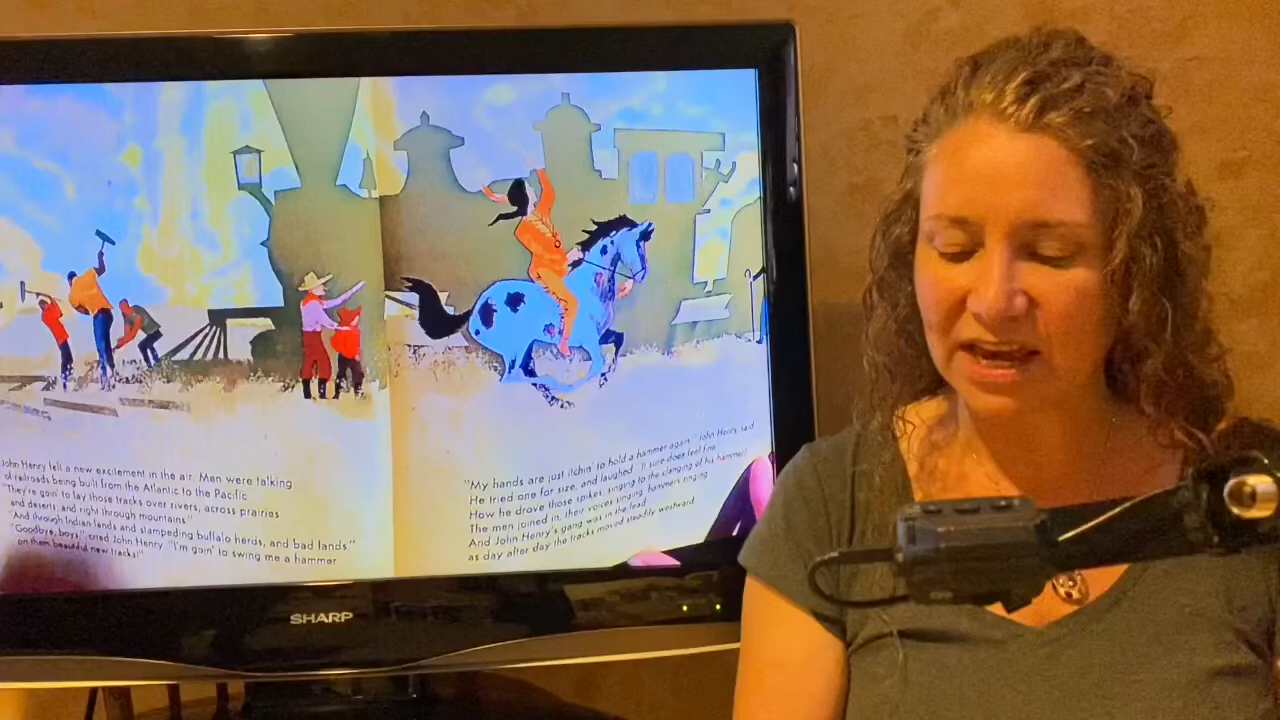 John Henry felt a new excitement in the air. Men were talking
of railroads being built from the Atlantic to the Pacific
"They're goin' to lay those tracks over rivers, across prairies
and deserts, and right through mountains"
"And through Indian lands and stampeding buffalo herds, and bad lands"
"Goodbye, boys," cried John Henry "I'm goin' to swing me a hammer
on them beautiful new tracks!"
"My hands are just itchin' to hold a hammer again," John Henry said
He tried one for size, and laughed "It sure does feel fine"
How he drove those spikes, singing to the clanging of his hammer!
The men joined in, their voices singing, hammers ringing
And John Henry's gang was in the lead
as day after day the tracks moved steadily westward
SHARP